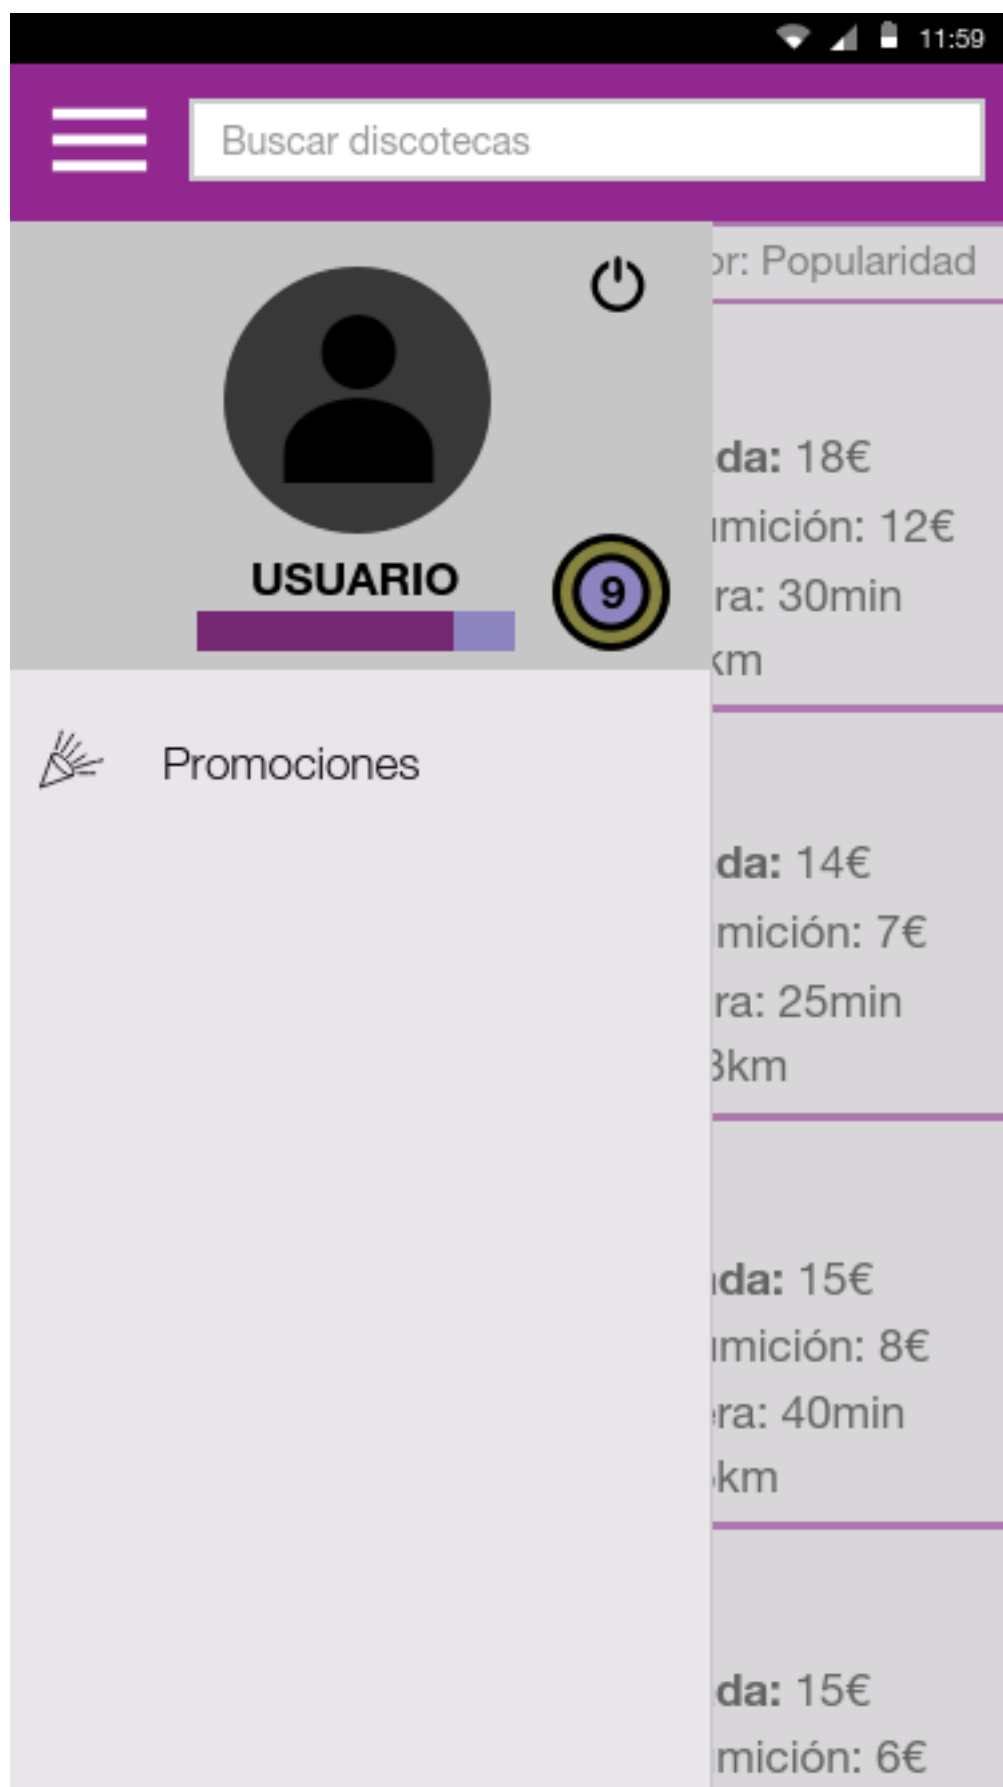 11:59
Buscar discotecas
or: Popularidad
USUARIO
9
Promociones
da: 18€
mición: 12€
ra: 30min
km
da: 14€
mición: 7€
ra: 25min
3km
da: 15€
mición: 8€
ra: 40min
km
da: 15€
mición: 6€